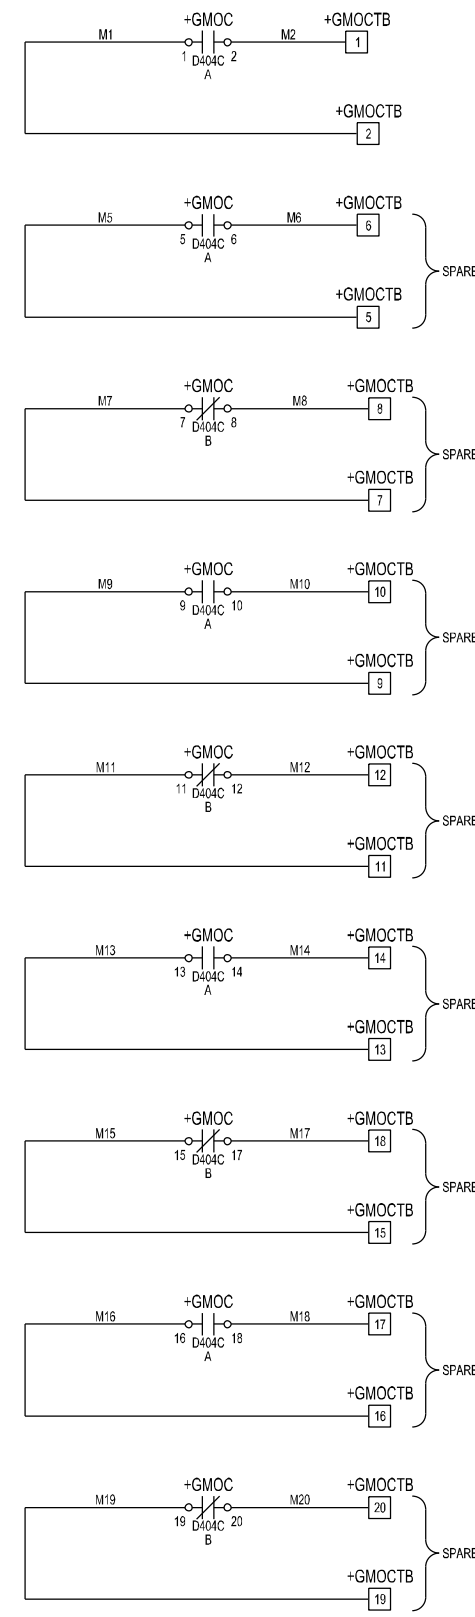 +GMOC +GMOCTB
M1 M2 1
1 D404C 2
A
+GMOCTB
2
+GMOC +GMOCTB
M5 M6 6
5 D404C 6
A
SPARE
+GMOCTB
5
+GMOC +GMOCTB
M7 M8 8
7 D404C 8
B
SPARE
+GMOCTB
7
+GMOC +GMOCTB
M9 M10 10
9 D404C 10
A
SPARE
+GMOCTB
9
+GMOC +GMOCTB
M11 M12 12
11 D404C 12
B
SPARE
+GMOCTB
11
+GMOC +GMOCTB
M13 M14 14
13 D404C 14
A
SPARE
+GMOCTB
13
+GMOC +GMOCTB
M15 M17 18
15 D404C 17
B
SPARE
+GMOCTB
15
+GMOC +GMOCTB
M16 M18 17
16 D404C 18
A
SPARE
+GMOCTB
16
+GMOC +GMOCTB
M19 M20 20
19 D404C 20
B
SPARE
+GMOCTB
19